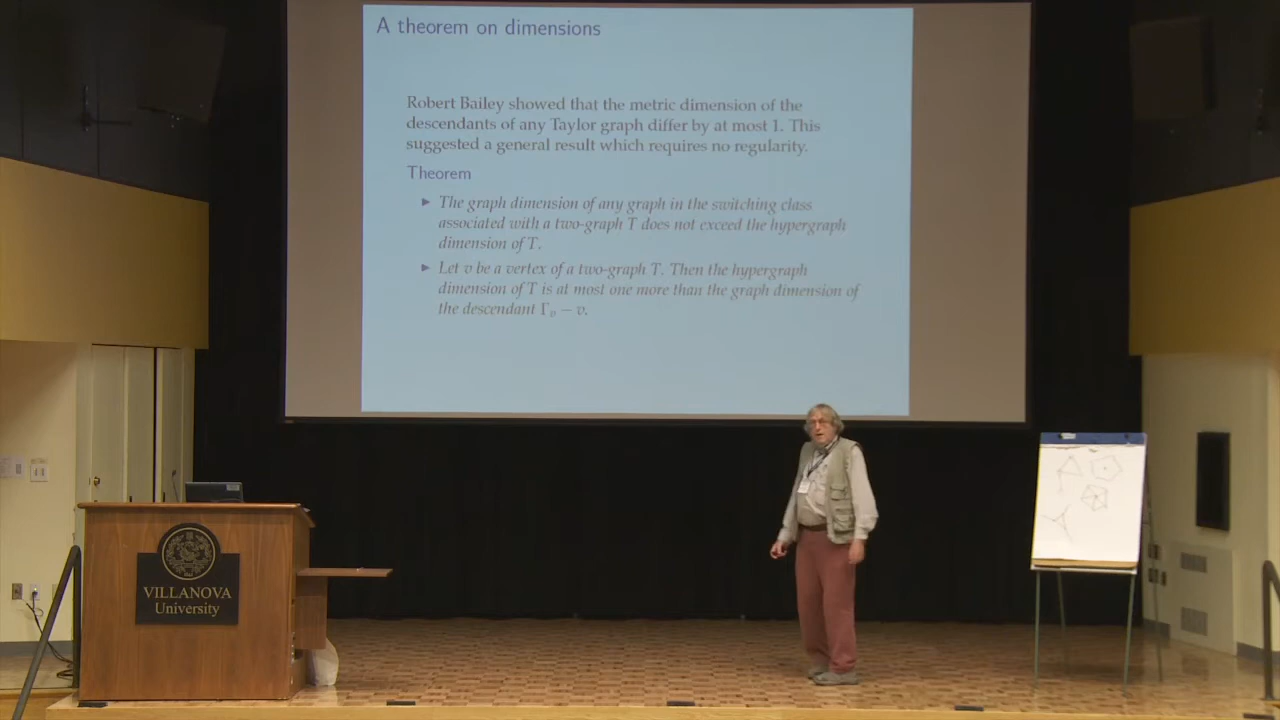 A theorem on dimensions
Robert Bailey showed that the metric dimension of the
descendants of any Taylor graph differ by at most 1. This
suggested a general result which requires no regularity.
Theorem
▶ The graph dimension of any graph in the switching class
associated with a two-graph T does not exceed the hypergraph
dimension of T.
▶ Let v be a vertex of a two-graph T. Then the hypergraph
dimension of T is at most one more than the graph dimension of
the descendant Γᵥ − v.
VILLANOVA
University